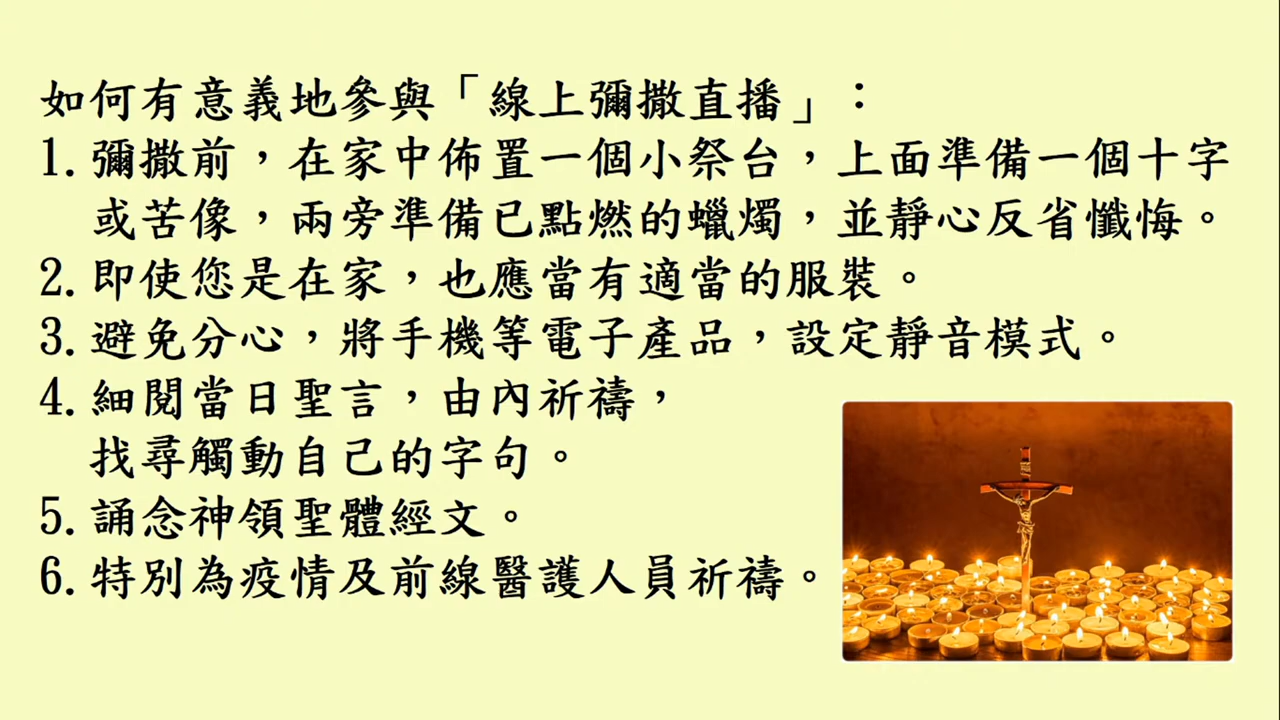 如何有意義地參與「線上彌撒直播」：
1.彌撒前，在家中佈置一個小祭台，上面準備一個十字
或苦像，兩旁準備已點燃的蠟燭，並靜心反省懺悔。
2.即使您是在家，也應當有適當的服裝。
3.避免分心，將手機等電子產品，設定靜音模式。
4.細閱當日聖言，由內祈禱，
找尋觸動自己的字句。
5.誦念神領聖體經文。
6.特別為疫情及前線醫護人員祈禱。